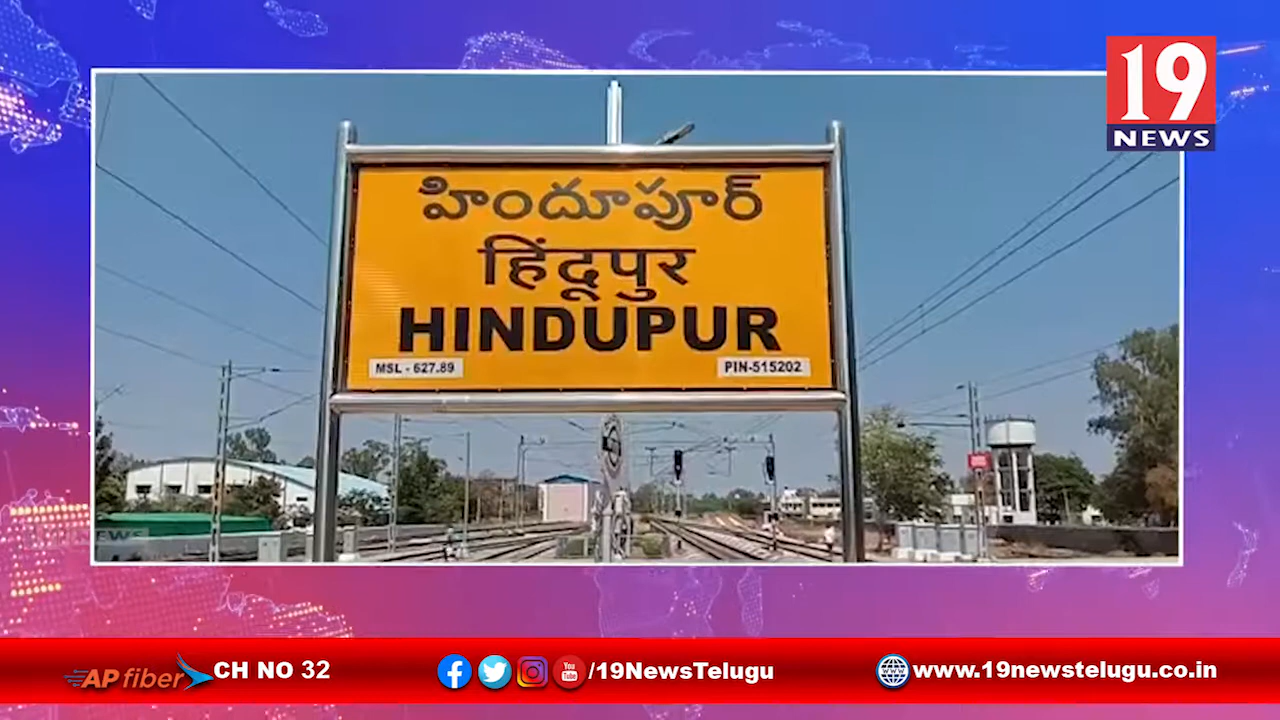 19
NEWS
హిందూపూర్
हिंदूपुर
HINDUPUR
MSL - 627.89
PIN-515202
AP fiber CH NO 32
/19NewsTelugu
www.19newstelugu.co.in